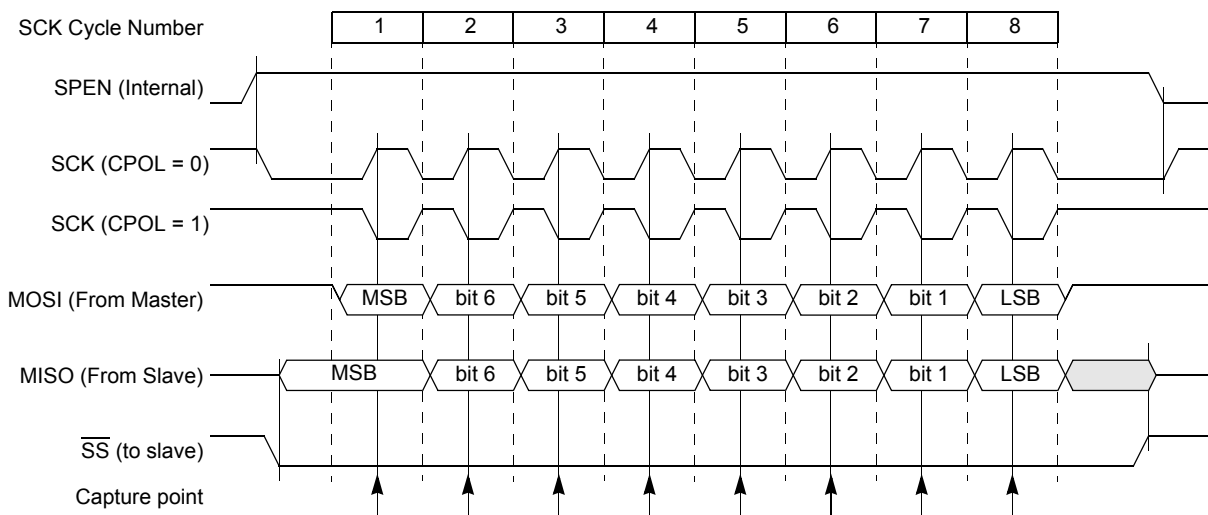 SCK Cycle Number 1 2 3 4 5 6 7 8
SPEN (Internal)
SCK (CPOL = 0)
SCK (CPOL = 1)
MOSI (From Master) MSB bit 6 bit 5 bit 4 bit 3 bit 2 bit 1 LSB
MISO (From Slave) MSB bit 6 bit 5 bit 4 bit 3 bit 2 bit 1 LSB
S̅S̅ (to slave)
Capture point